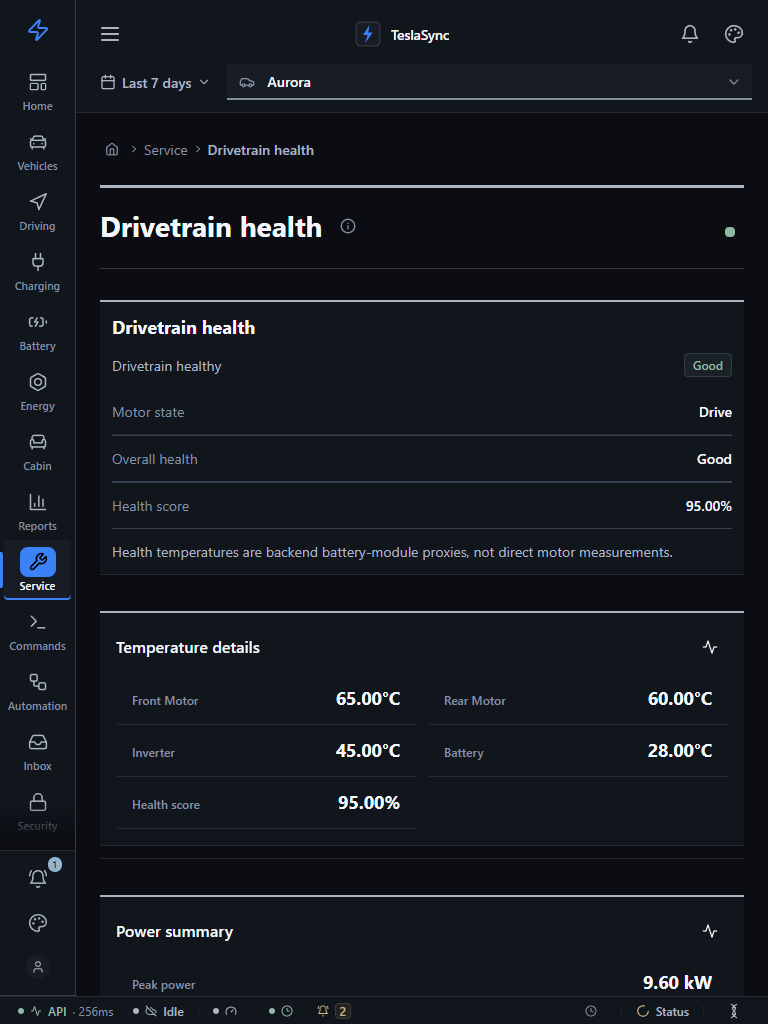 TeslaSync
Last 7 days
Aurora
Home
Vehicles
Driving
Charging
Battery
Energy
Cabin
Reports
Service
Commands
Automation
Inbox
Security
1
Service
Drivetrain health
Drivetrain health
Drivetrain health
Drivetrain healthy
Good
Motor state
Drive
Overall health
Good
Health score
95.00%
Health temperatures are backend battery-module proxies, not direct motor measurements.
Temperature details
Front Motor
65.00°C
Rear Motor
60.00°C
Inverter
45.00°C
Battery
28.00°C
Health score
95.00%
Power summary
Peak power
9.60 kW
API · 256ms
Idle
2
Status